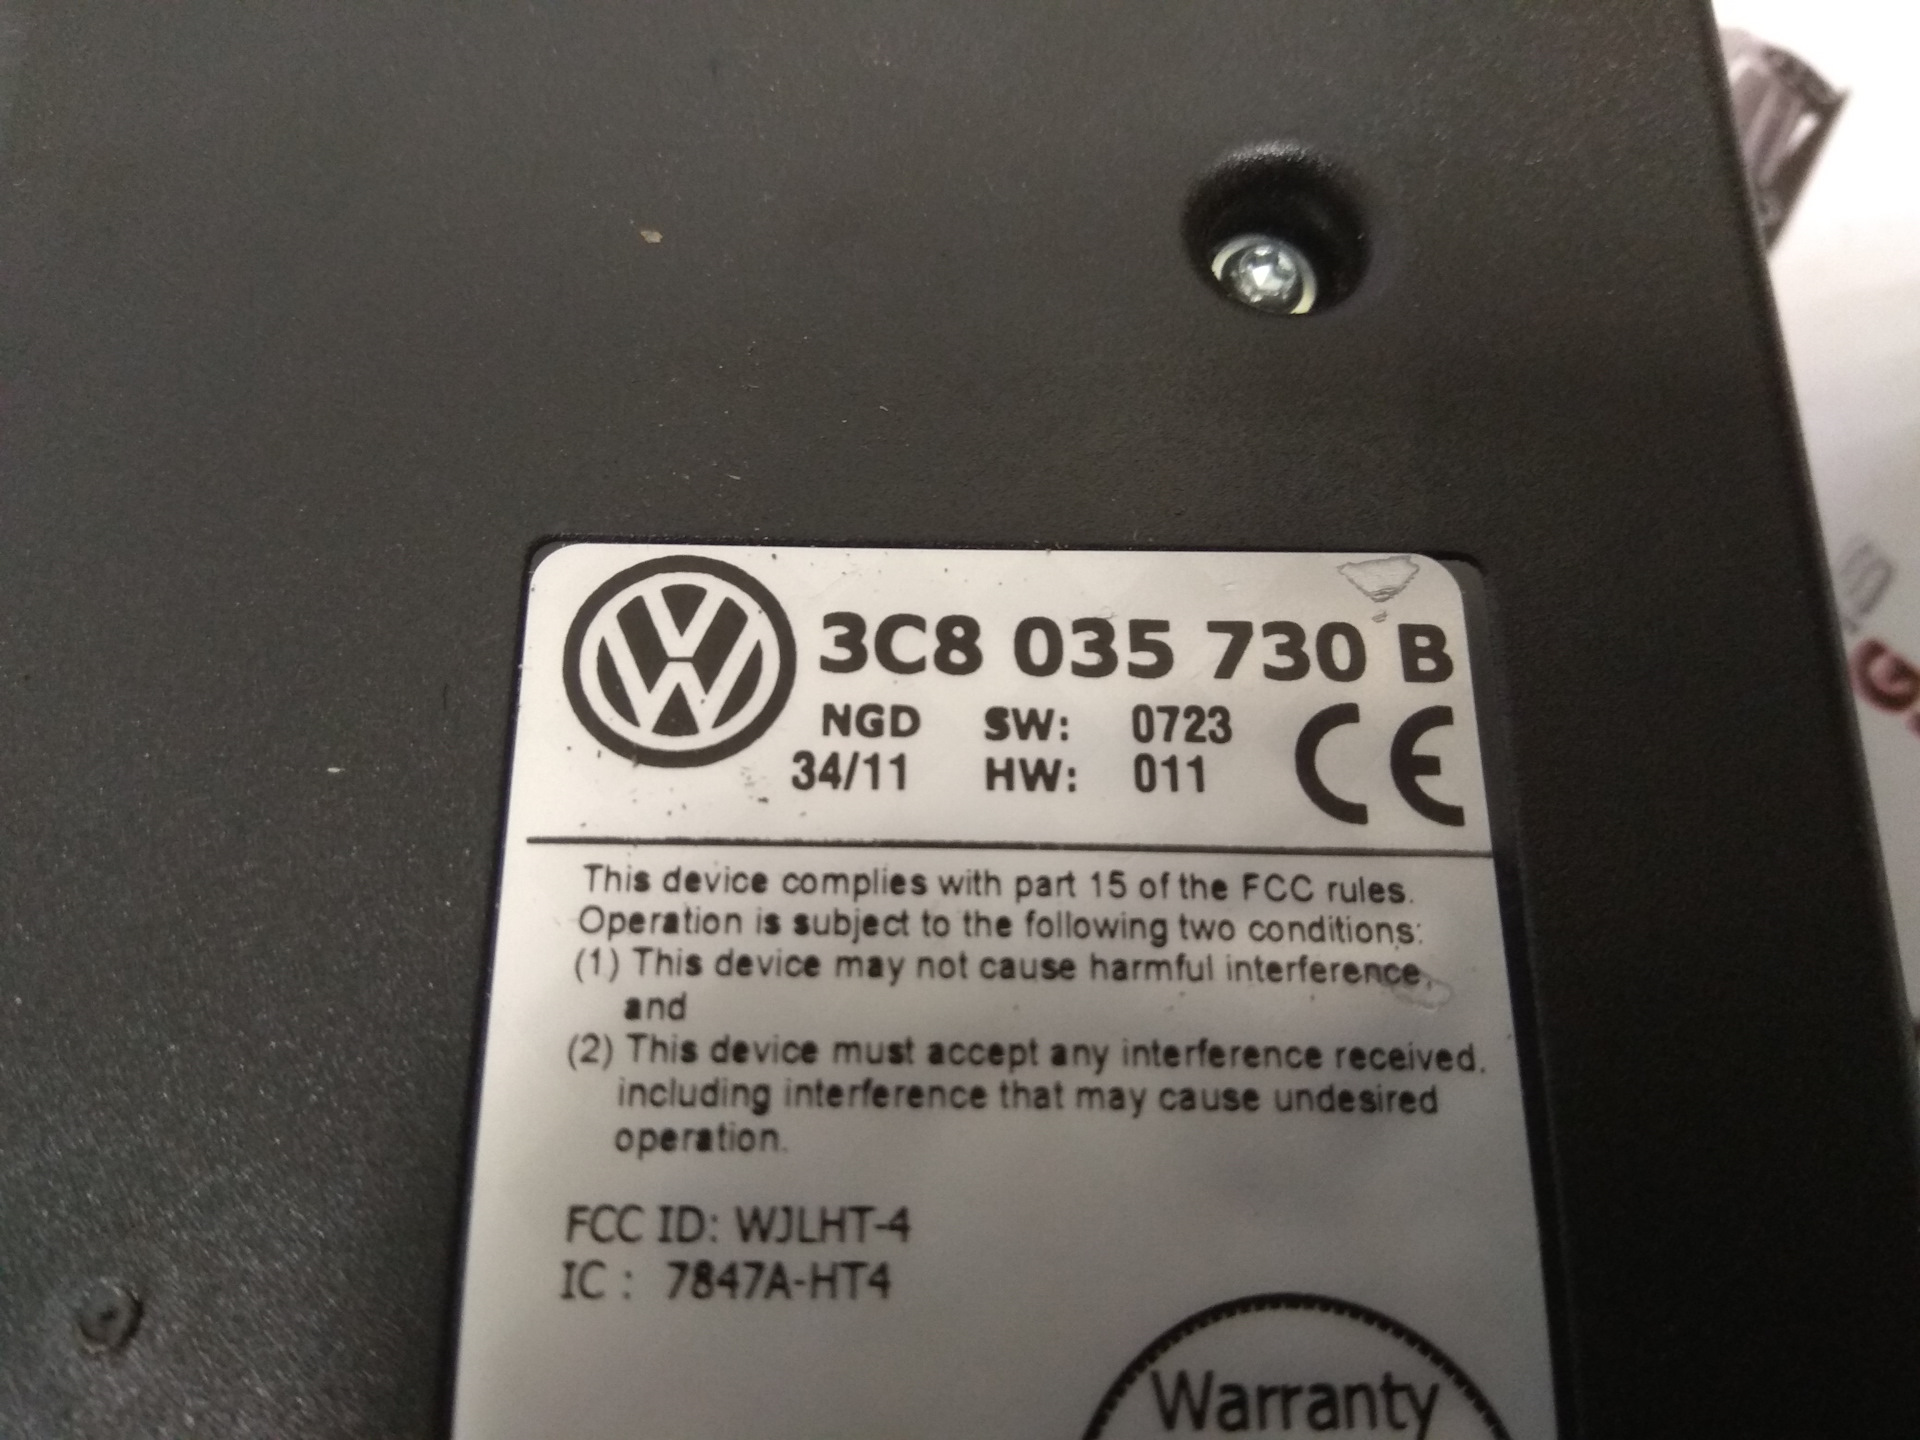 3C8 035 730 B
NGD SW: 0723
34/11 HW: 011
CE
This device complies with part 15 of the FCC rules.
Operation is subject to the following two conditions:
(1) This device may not cause harmful interference,
and
(2) This device must accept any interference received,
including interference that may cause undesired
operation.
FCC ID: WJLHT-4
IC : 7847A-HT4
Warranty